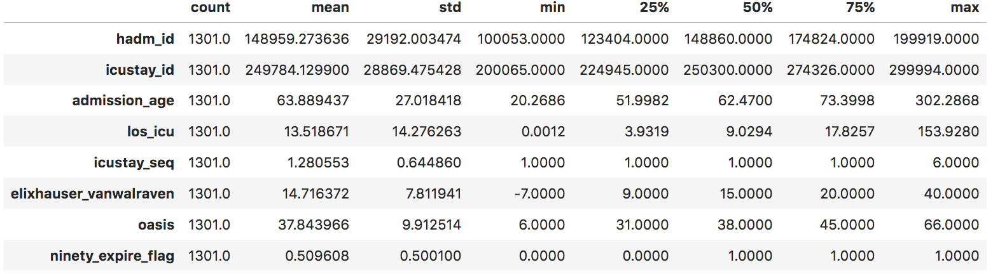 count mean std min 25% 50% 75% max
hadm_id 1301.0 148959.273636 29192.003474 100053.0000 123404.0000 148860.0000 174824.0000 199919.0000
icustay_id 1301.0 249784.129900 28869.475428 200065.0000 224945.0000 250300.0000 274326.0000 299994.0000
admission_age 1301.0 63.889437 27.018418 20.2686 51.9982 62.4700 73.3998 302.2868
los_icu 1301.0 13.518671 14.276263 0.0012 3.9319 9.0294 17.8257 153.9280
icustay_seq 1301.0 1.280553 0.644860 1.0000 1.0000 1.0000 1.0000 6.0000
elixhauser_vanwalraven 1301.0 14.716372 7.811941 -7.0000 9.0000 15.0000 20.0000 40.0000
oasis 1301.0 37.843966 9.912514 6.0000 31.0000 38.0000 45.0000 66.0000
ninety_expire_flag 1301.0 0.509608 0.500100 0.0000 0.0000 1.0000 1.0000 1.0000